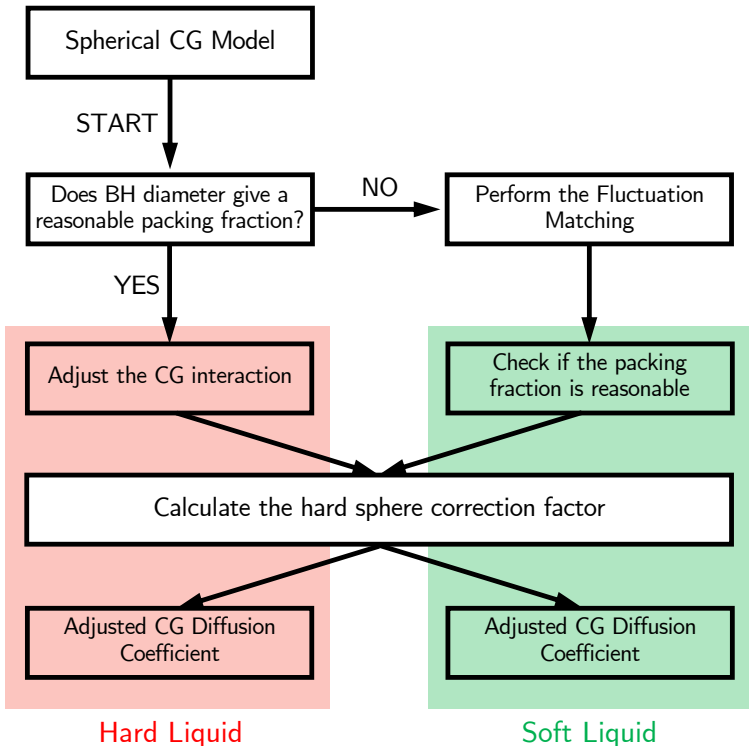 Spherical CG Model
START
Does BH diameter give a
reasonable packing fraction?
NO
Perform the Fluctuation
Matching
YES
Adjust the CG interaction
Check if the packing
fraction is reasonable
Calculate the hard sphere correction factor
Adjusted CG Diffusion
Coefficient
Adjusted CG Diffusion
Coefficient
Hard Liquid
Soft Liquid